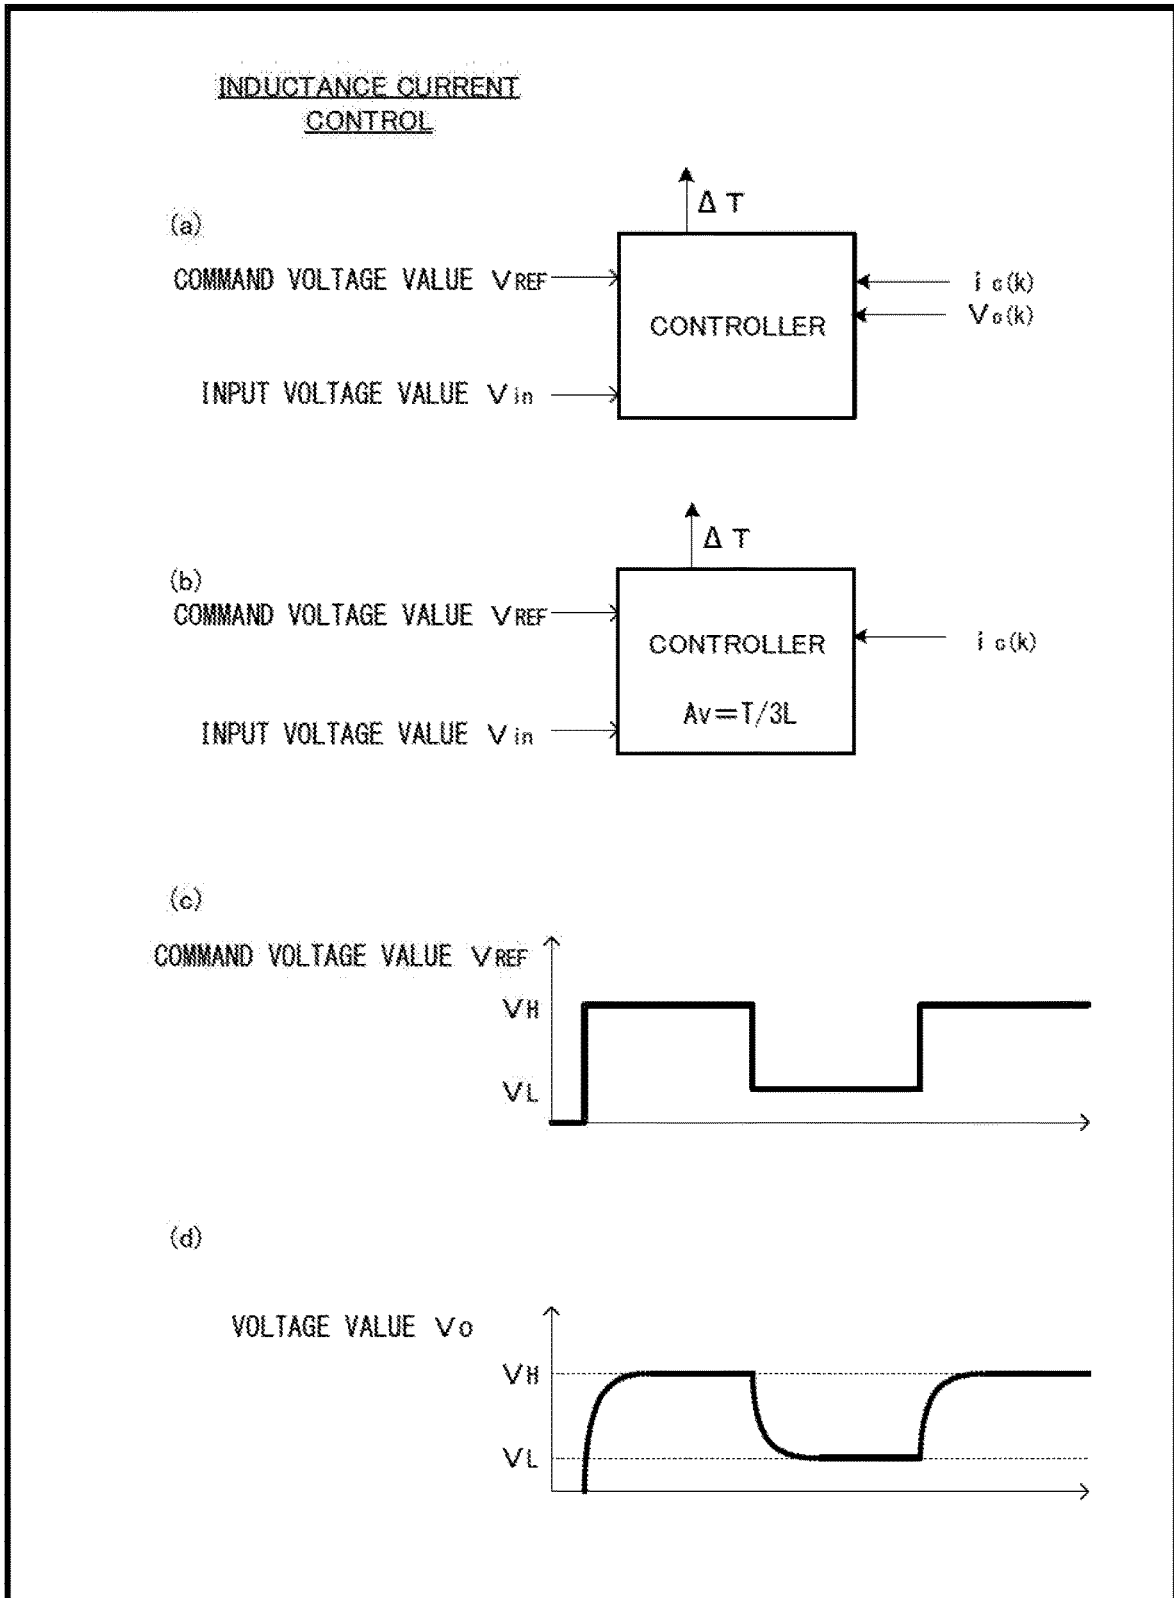 INDUCTANCE CURRENT
CONTROL
ΔT
(a)
COMMAND VOLTAGE VALUE VREF
ic(k)
Vo(k)
CONTROLLER
INPUT VOLTAGE VALUE Vin
ΔT
(b)
COMMAND VOLTAGE VALUE VREF
CONTROLLER
ic(k)
Av=T/3L
INPUT VOLTAGE VALUE Vin
(c)
COMMAND VOLTAGE VALUE VREF
VH
VL
(d)
VOLTAGE VALUE Vo
VH
VL